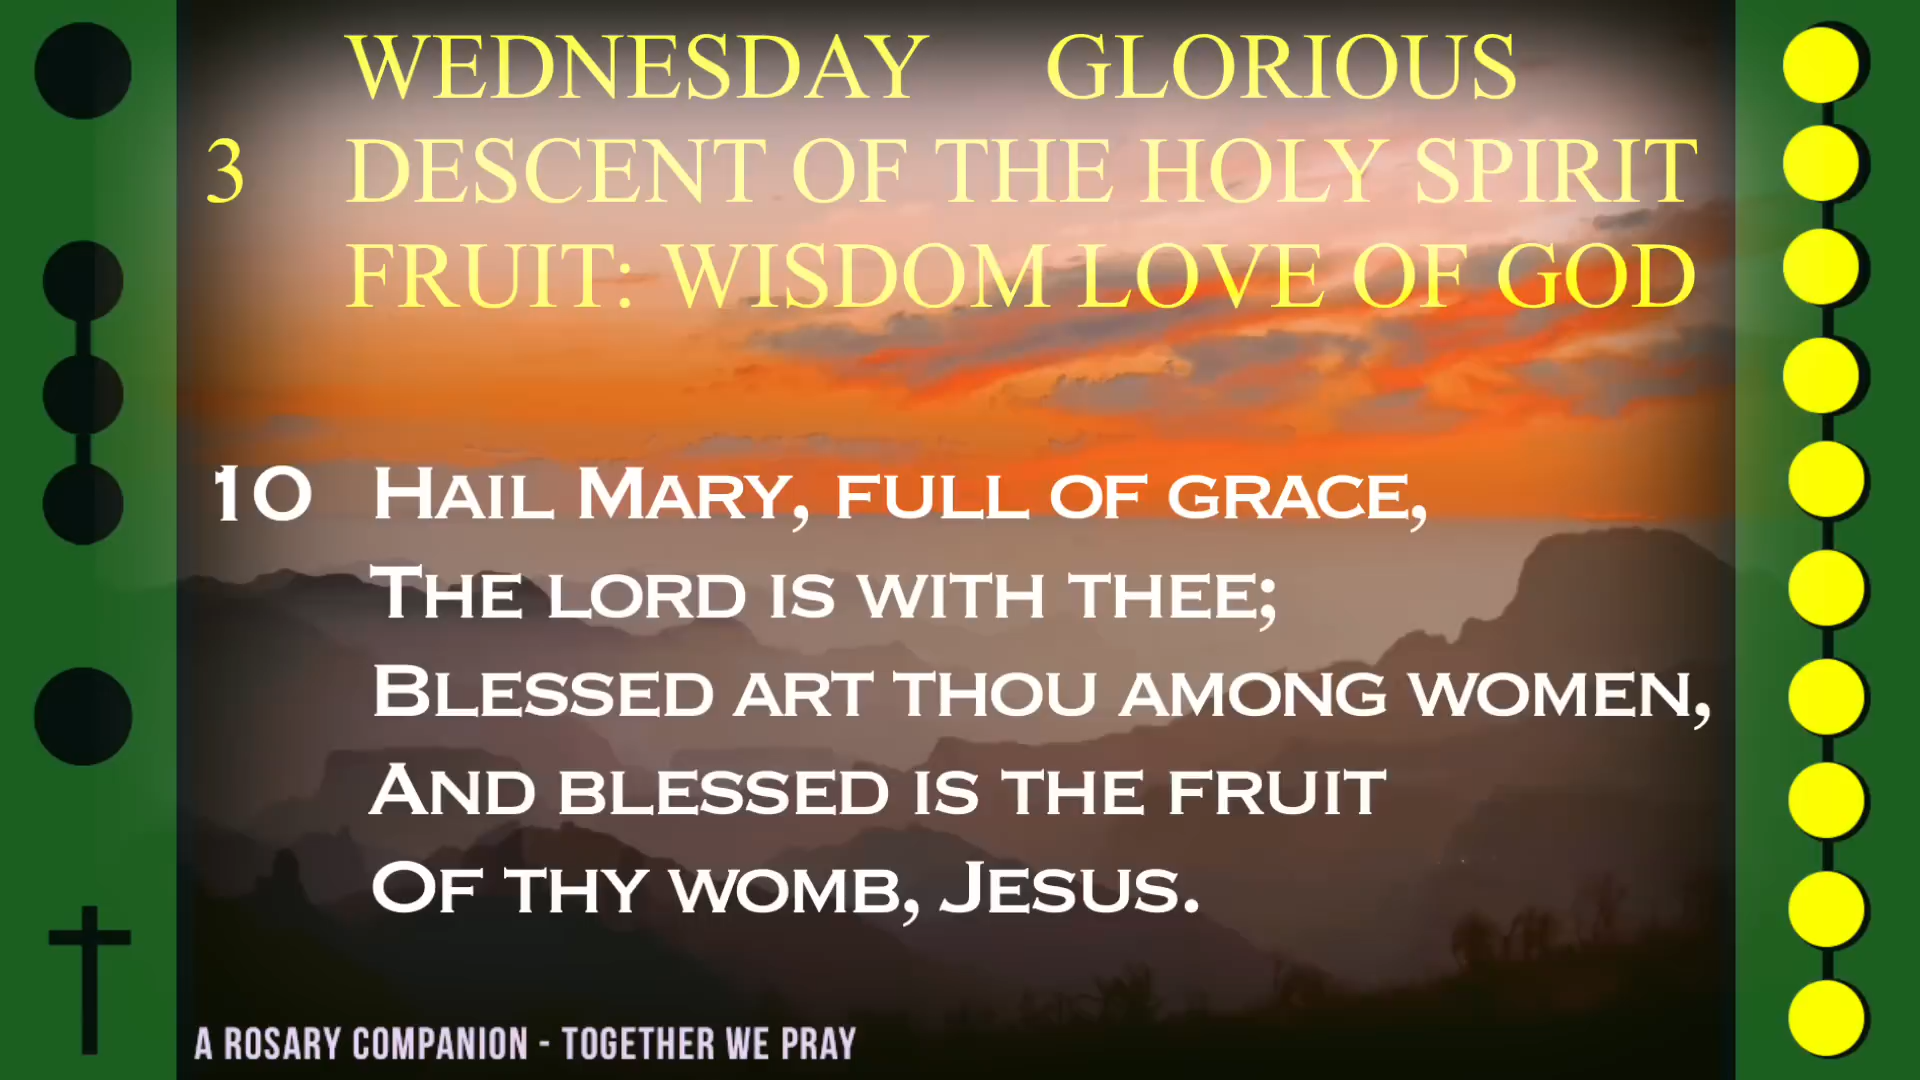 WEDNESDAY GLORIOUS
3 DESCENT OF THE HOLY SPIRIT
FRUIT: WISDOM LOVE OF GOD
10 Hail Mary, full of grace,
The lord is with thee;
Blessed art thou among women,
And blessed is the fruit
Of thy womb, Jesus.
A ROSARY COMPANION - TOGETHER WE PRAY